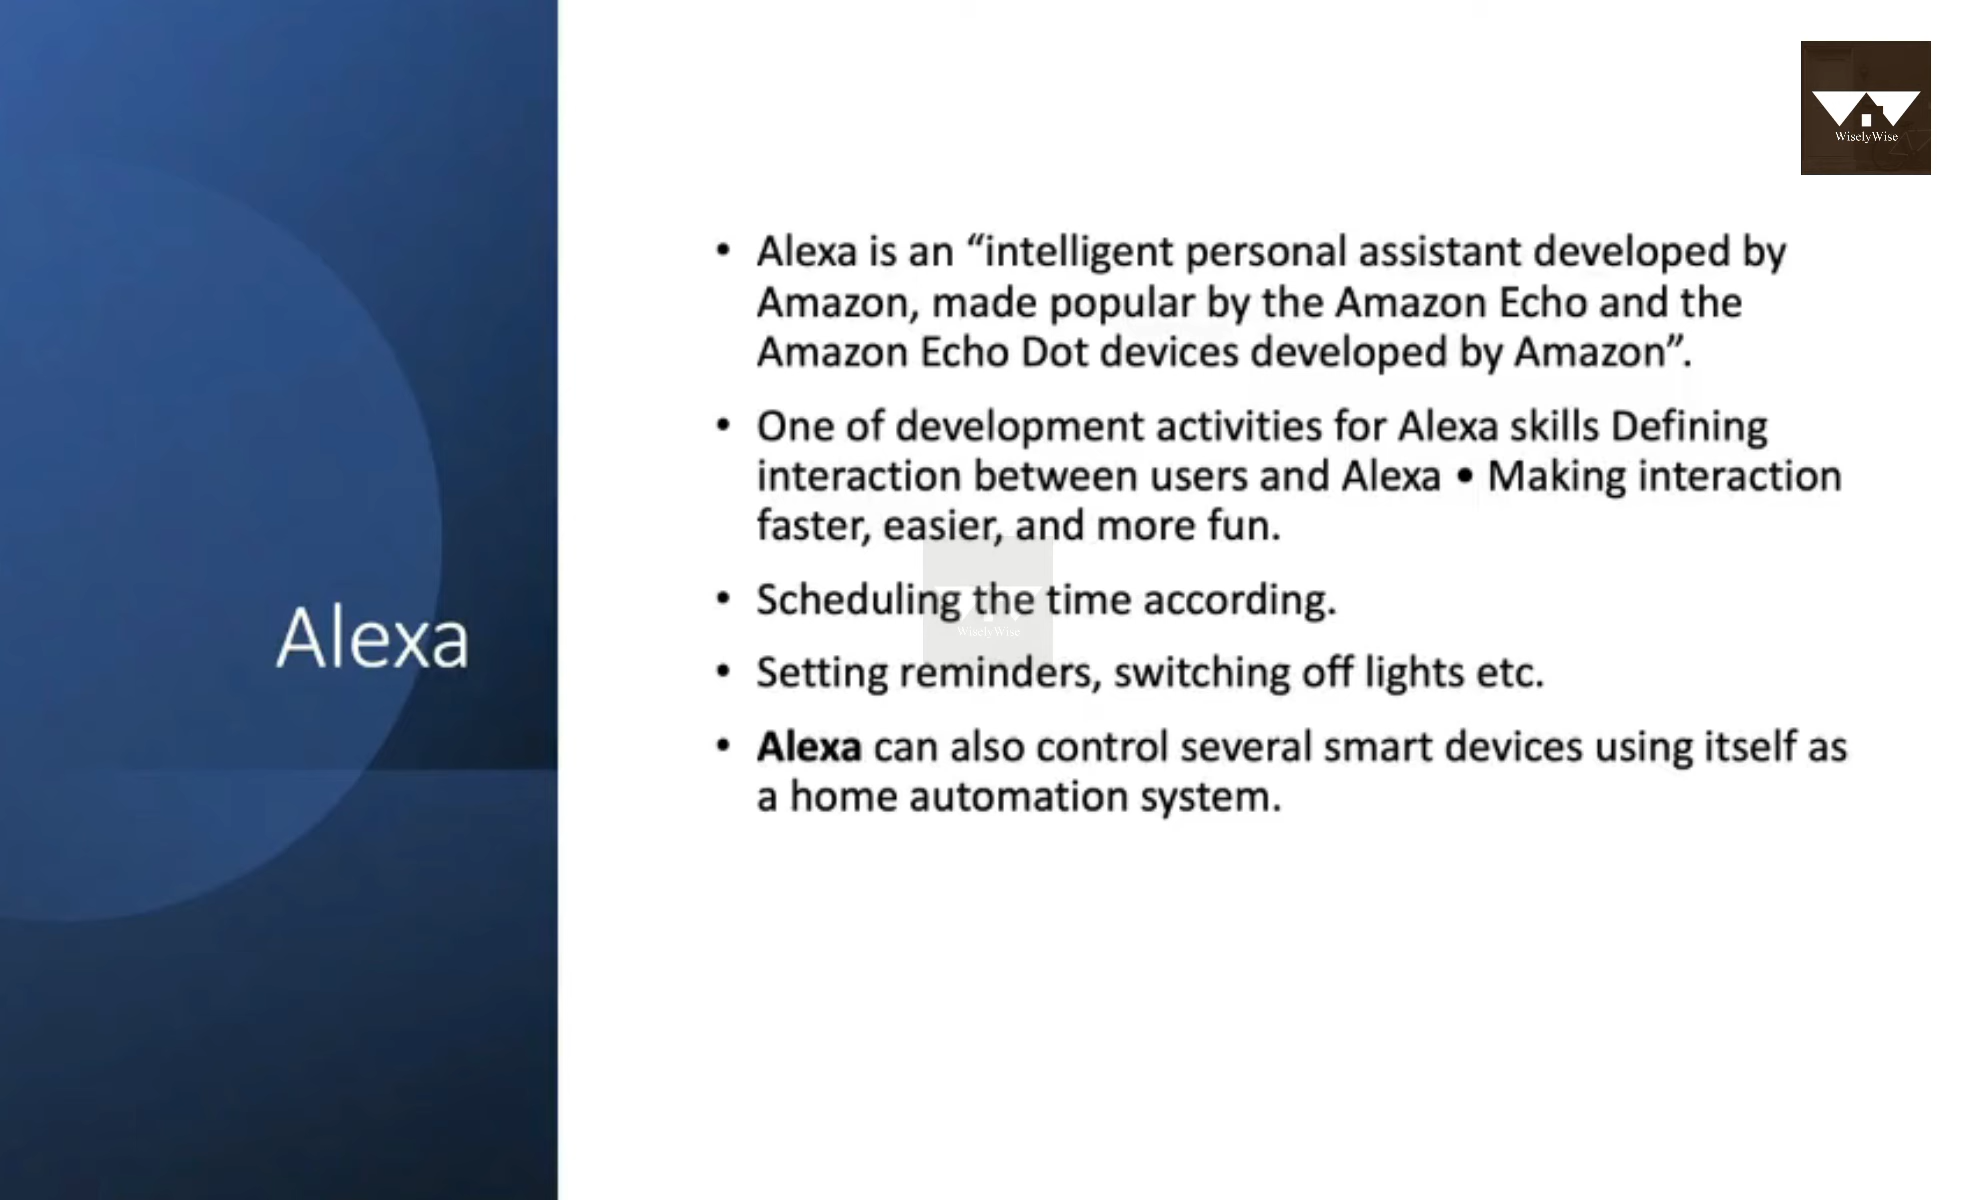 WiselyWise
Alexa
• Alexa is an “intelligent personal assistant developed by
Amazon, made popular by the Amazon Echo and the
Amazon Echo Dot devices developed by Amazon”.
• One of development activities for Alexa skills Defining
interaction between users and Alexa • Making interaction
faster, easier, and more fun.
• Scheduling the time according.
WiselyWise
• Setting reminders, switching off lights etc.
• Alexa can also control several smart devices using itself as
a home automation system.